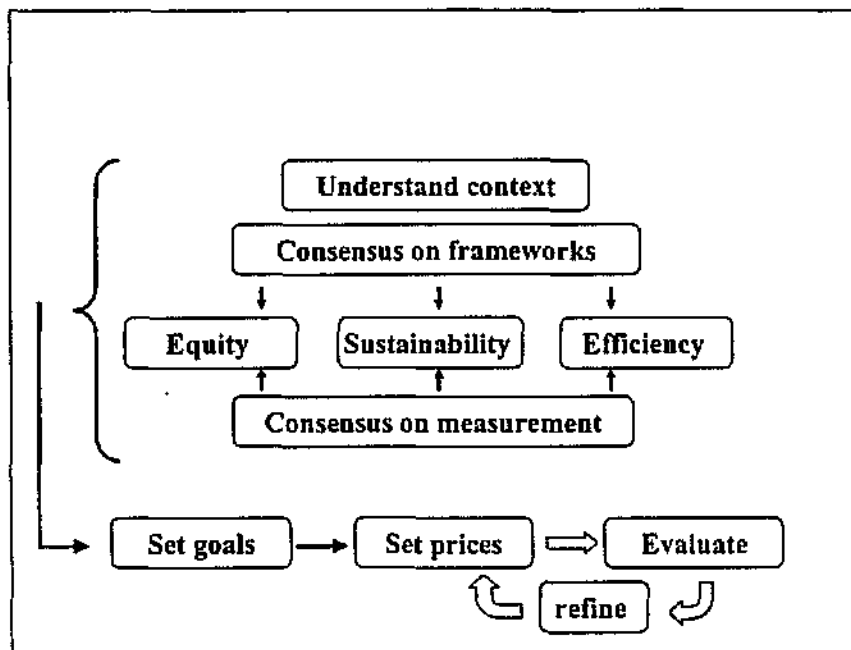 Understand context
Consensus on frameworks
Equity
Sustainability
Efficiency
Consensus on measurement
Set goals
Set prices
Evaluate
refine